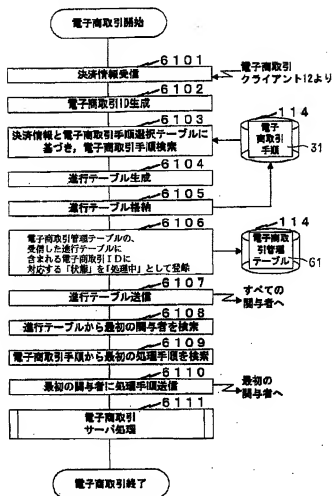 電子商取引開始
6101
決済情報受信
電子商取引
クライアント12より
6102
電子商取引ID生成
6103
決済情報と電子商取引手順選択テーブルに
基づき，電子商取引手順検索
114
電子
商取引
手順
31
6104
進行テーブル生成
6105
進行テーブル格納
6106
電子商取引管理テーブルの、
受信した進行テーブルに
含まれる電子商取引IDに
対応する「状態」を「処理中」として登録
114
電子商取
引管理
テーブル
61
6107
進行テーブル送信
すべての
関与者へ
6108
進行テーブルから最初の関与者を検索
6109
電子商取引手順から最初の処理手順を検索
6110
最初の関与者に処理手順送信
最初の
関与者へ
6111
電子商取引
サーバ処理
電子商取引終了